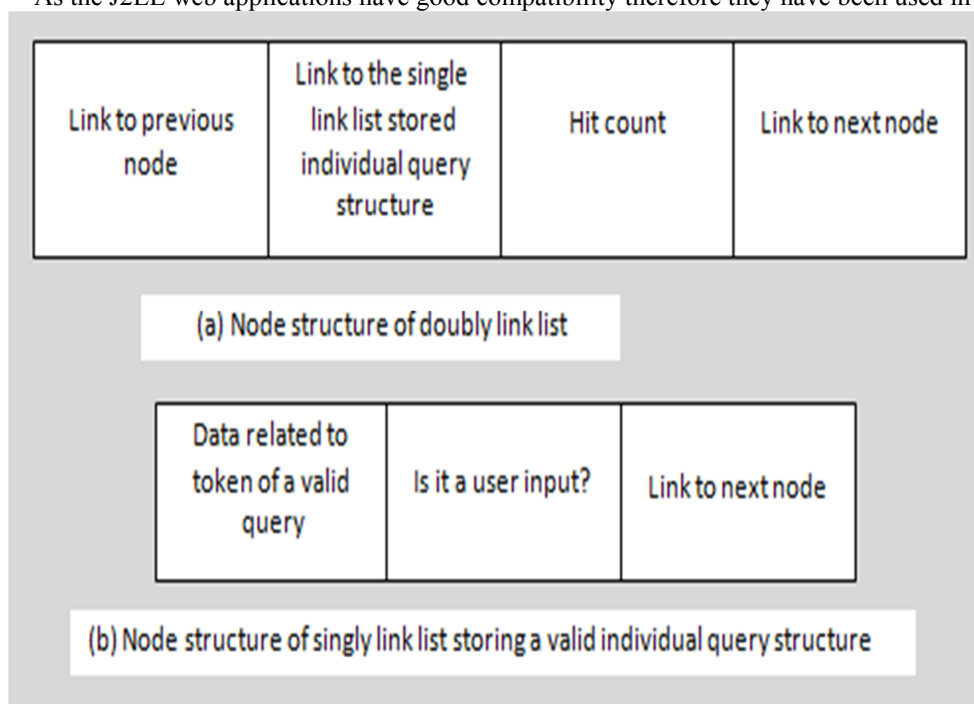 As the J2EE web applications have good compatibility therefore they have been used in
Link to previous
node
Link to the single
link list stored
individual query
structure
Hit count
Link to next node
(a) Node structure of doubly link list
Data related to
token of a valid
query
Is it a user input?
Link to next node
(b) Node structure of singly link list storing a valid individual query structure